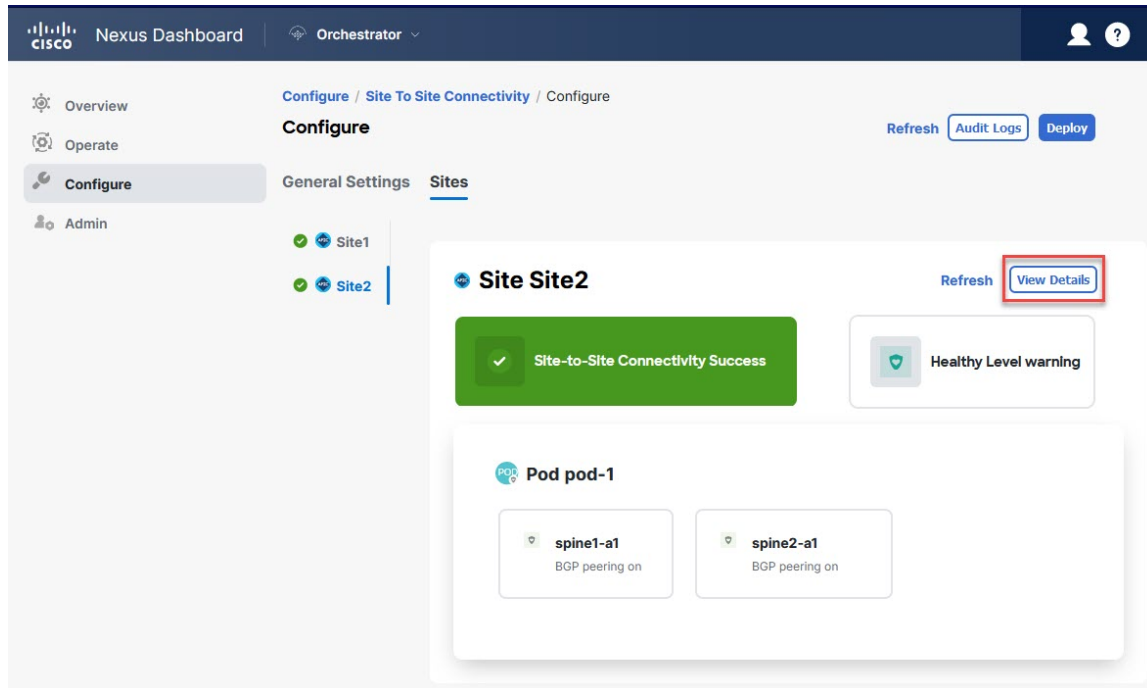 CISCO Nexus Dashboard Orchestrator ?
Overview
Operate
Configure
Admin
Configure / Site To Site Connectivity / Configure
Configure
Refresh Audit Logs Deploy
General Settings Sites
Site1
Site2
Site Site2
Refresh View Details
Site-to-Site Connectivity Success
Healthy Level warning
POD Pod pod-1
spine1-a1
BGP peering on
spine2-a1
BGP peering on